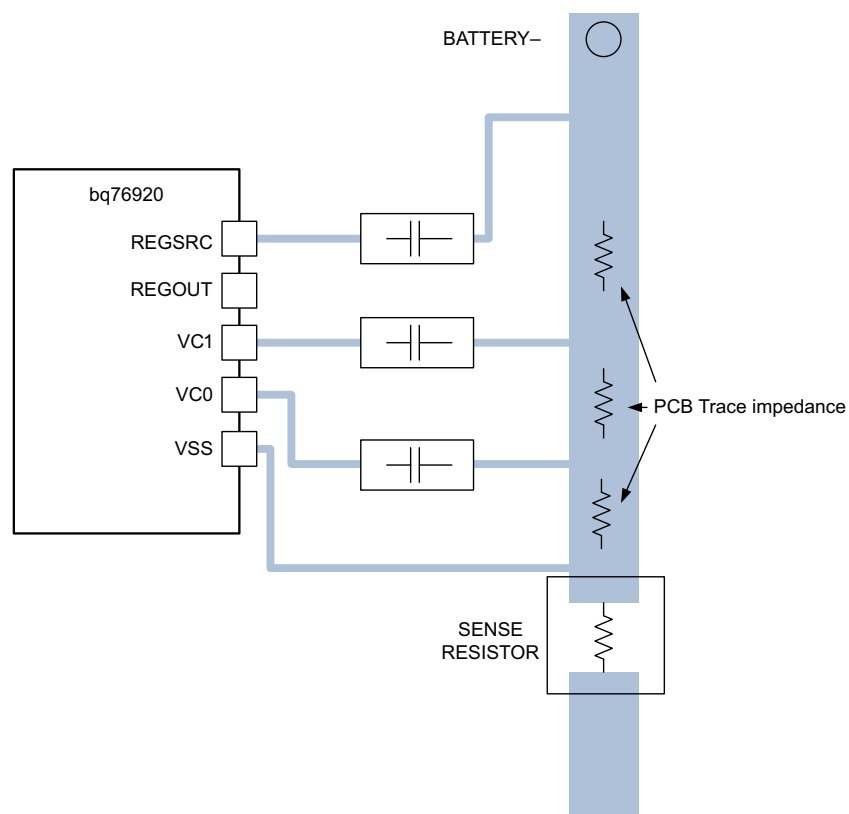 BATTERY–
bq76920
REGSRC
REGOUT
VC1
VC0
VSS
PCB Trace impedance
SENSE
RESISTOR